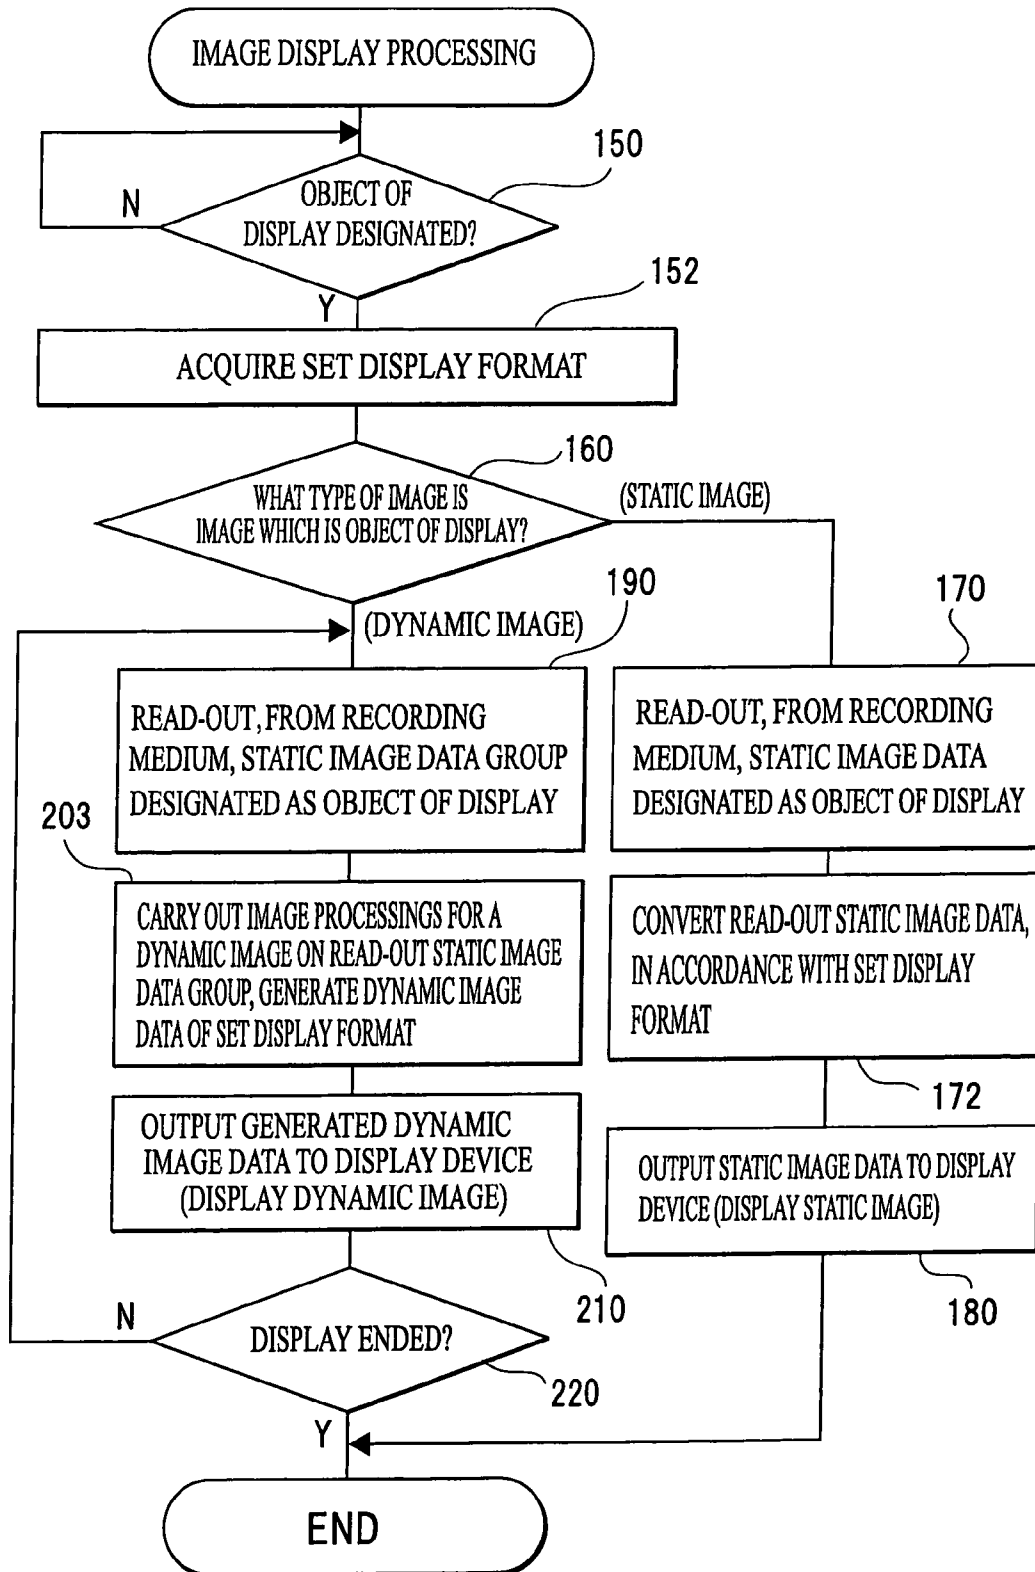 IMAGE DISPLAY PROCESSING
150
N
OBJECT OF
DISPLAY DESIGNATED?
Y
152
ACQUIRE SET DISPLAY FORMAT
160
WHAT TYPE OF IMAGE IS
IMAGE WHICH IS OBJECT OF DISPLAY?
(STATIC IMAGE)
(DYNAMIC IMAGE)
190
READ-OUT, FROM RECORDING
MEDIUM, STATIC IMAGE DATA GROUP
DESIGNATED AS OBJECT OF DISPLAY
170
READ-OUT, FROM RECORDING
MEDIUM, STATIC IMAGE DATA
DESIGNATED AS OBJECT OF DISPLAY
203
CARRY OUT IMAGE PROCESSINGS FOR A
DYNAMIC IMAGE ON READ-OUT STATIC IMAGE
DATA GROUP, GENERATE DYNAMIC IMAGE
DATA OF SET DISPLAY FORMAT
CONVERT READ-OUT STATIC IMAGE DATA,
IN ACCORDANCE WITH SET DISPLAY
FORMAT
172
OUTPUT GENERATED DYNAMIC
IMAGE DATA TO DISPLAY DEVICE
(DISPLAY DYNAMIC IMAGE)
210
OUTPUT STATIC IMAGE DATA TO DISPLAY
DEVICE (DISPLAY STATIC IMAGE)
180
N
DISPLAY ENDED?
220
Y
END